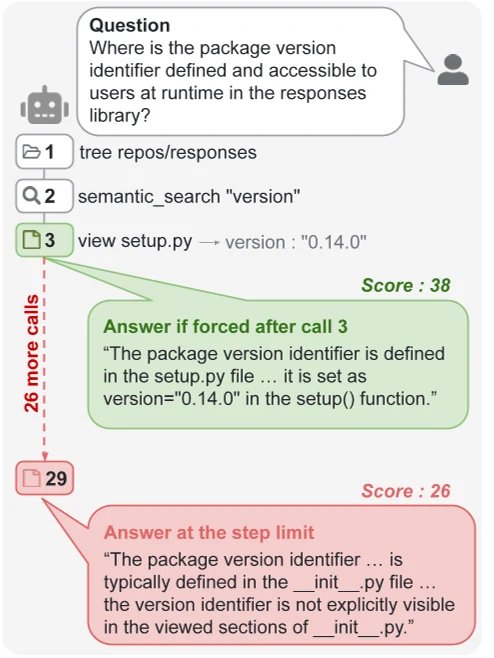 Question
Where is the package version
identifier defined and accessible to
users at runtime in the responses
library?
1 tree repos/responses
2 semantic_search "version"
3 view setup.py → version : "0.14.0"
Score : 38
Answer if forced after call 3
“The package version identifier is defined
in the setup.py file … it is set as
version="0.14.0" in the setup() function.”
26 more calls
29
Score : 26
Answer at the step limit
“The package version identifier … is
typically defined in the __init__.py file …
the version identifier is not explicitly visible
in the viewed sections of __init__.py.”